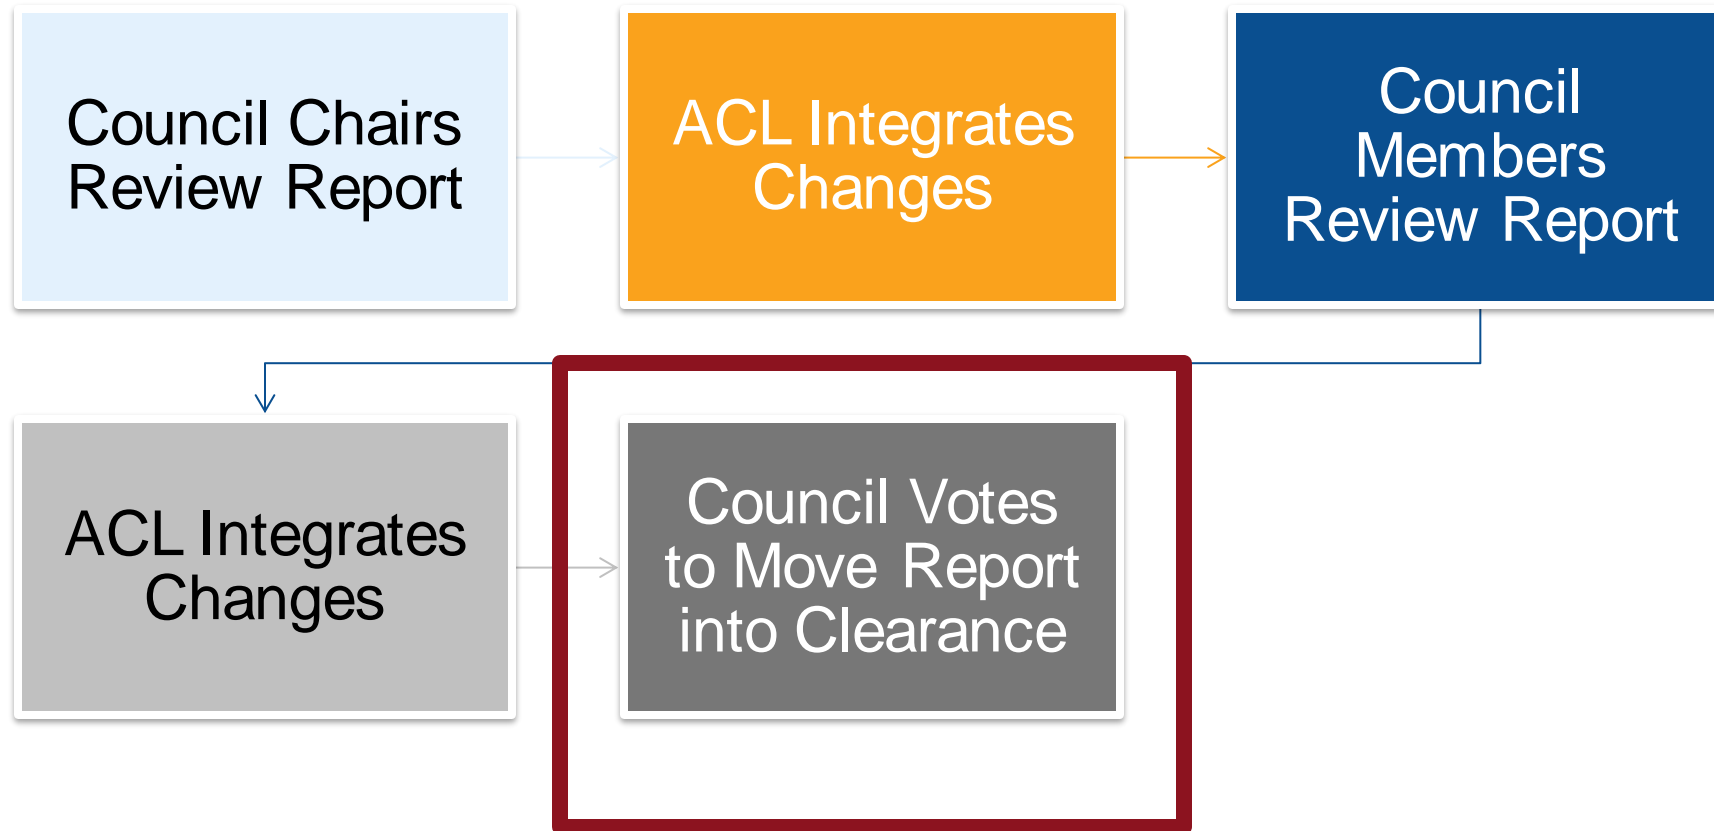 Council Chairs
Review Report
ACL Integrates
Changes
Council
Members
Review Report
ACL Integrates
Changes
Council Votes
to Move Report
into Clearance